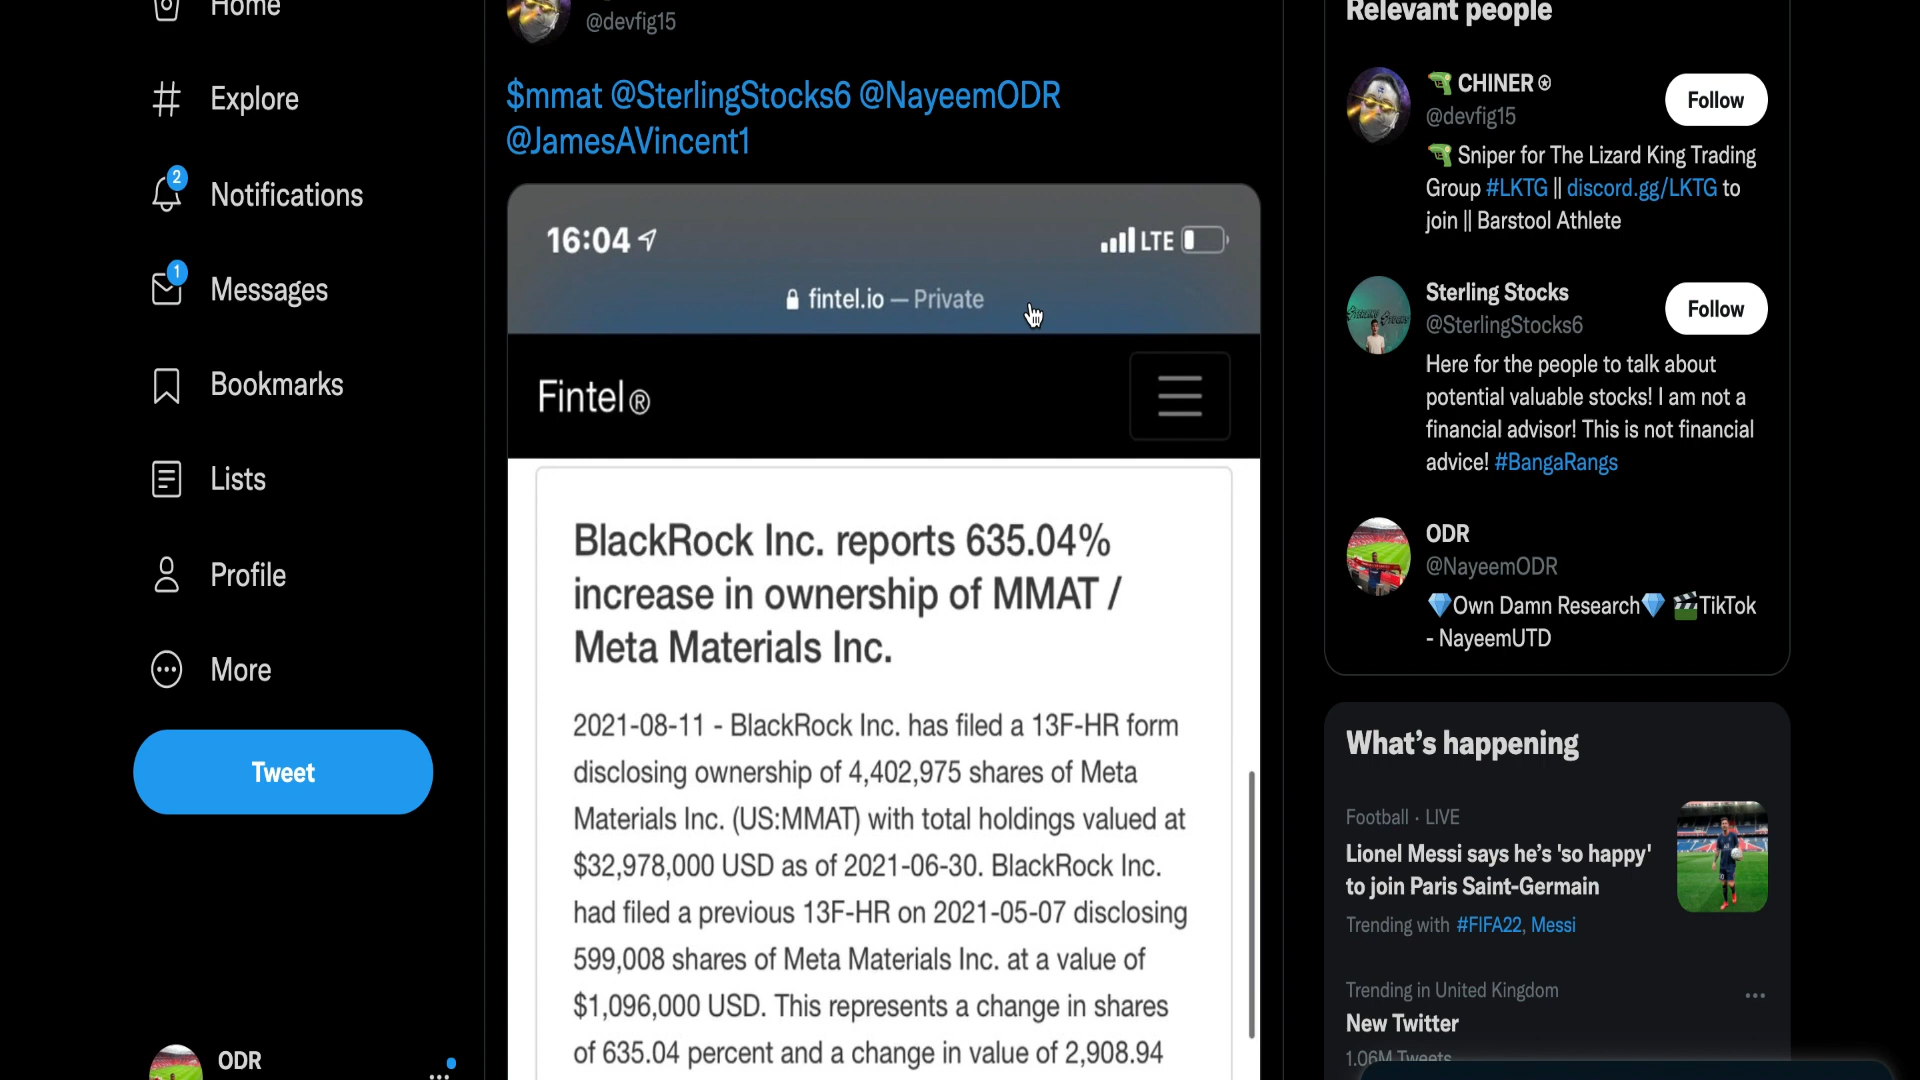 Home
Explore
2
Notifications
1
Messages
Bookmarks
Lists
Profile
More
Tweet
ODR
@devfig15
$mmat @SterlingStocks6 @NayeemODR
@JamesAVincent1
16:04
LTE
fintel.io — Private
Fintel®
BlackRock Inc. reports 635.04%
increase in ownership of MMAT /
Meta Materials Inc.
2021-08-11 - BlackRock Inc. has filed a 13F-HR form
disclosing ownership of 4,402,975 shares of Meta
Materials Inc. (US:MMAT) with total holdings valued at
$32,978,000 USD as of 2021-06-30. BlackRock Inc.
had filed a previous 13F-HR on 2021-05-07 disclosing
599,008 shares of Meta Materials Inc. at a value of
$1,096,000 USD. This represents a change in shares
of 635.04 percent and a change in value of 2,908.94
Relevant people
CHINER ®
@devfig15
Follow
Sniper for The Lizard King Trading
Group #LKTG || discord.gg/LKTG to
join || Barstool Athlete
Sterling Stocks
@SterlingStocks6
Follow
Here for the people to talk about
potential valuable stocks! I am not a
financial advisor! This is not financial
advice! #BangaRangs
ODR
@NayeemODR
💎Own Damn Research💎 🎬TikTok
- NayeemUTD
What's happening
Football · LIVE
Lionel Messi says he's 'so happy'
to join Paris Saint-Germain
Trending with #FIFA22, Messi
Trending in United Kingdom
New Twitter
1.06M Tweets